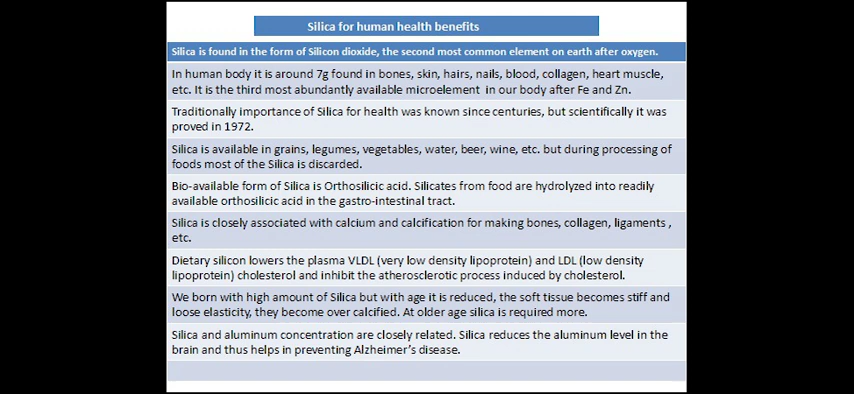 Silica for human health benefits
Silica is found in the form of Silicon dioxide, the second most common element on earth after oxygen.
In human body it is around 7g found in bones, skin, hairs, nails, blood, collagen, heart muscle,
etc. It is the third most abundantly available microelement in our body after Fe and Zn.
Traditionally importance of Silica for health was known since centuries, but scientifically it was
proved in 1972.
Silica is available in grains, legumes, vegetables, water, beer, wine, etc. but during processing of
foods most of the Silica is discarded.
Bio-available form of Silica is Orthosilicic acid. Silicates from food are hydrolyzed into readily
available orthosilicic acid in the gastro-intestinal tract.
Silica is closely associated with calcium and calcification for making bones, collagen, ligaments ,
etc.
Dietary silicon lowers the plasma VLDL (very low density lipoprotein) and LDL (low density
lipoprotein) cholesterol and inhibit the atherosclerotic process induced by cholesterol.
We born with high amount of Silica but with age it is reduced, the soft tissue becomes stiff and
loose elasticity, they become over calcified. At older age silica is required more.
Silica and aluminum concentration are closely related. Silica reduces the aluminum level in the
brain and thus helps in preventing Alzheimer’s disease.